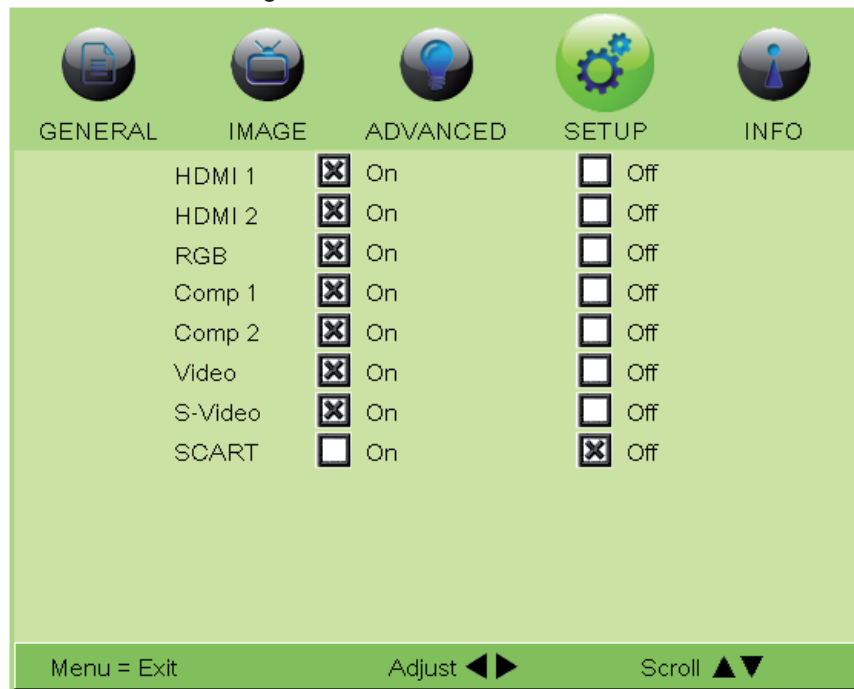 GENERAL IMAGE ADVANCED SETUP INFO
HDMI 1 On Off
HDMI 2 On Off
RGB On Off
Comp 1 On Off
Comp 2 On Off
Video On Off
S-Video On Off
SCART On Off
Menu = Exit Adjust ◀▶ Scroll ▲▼